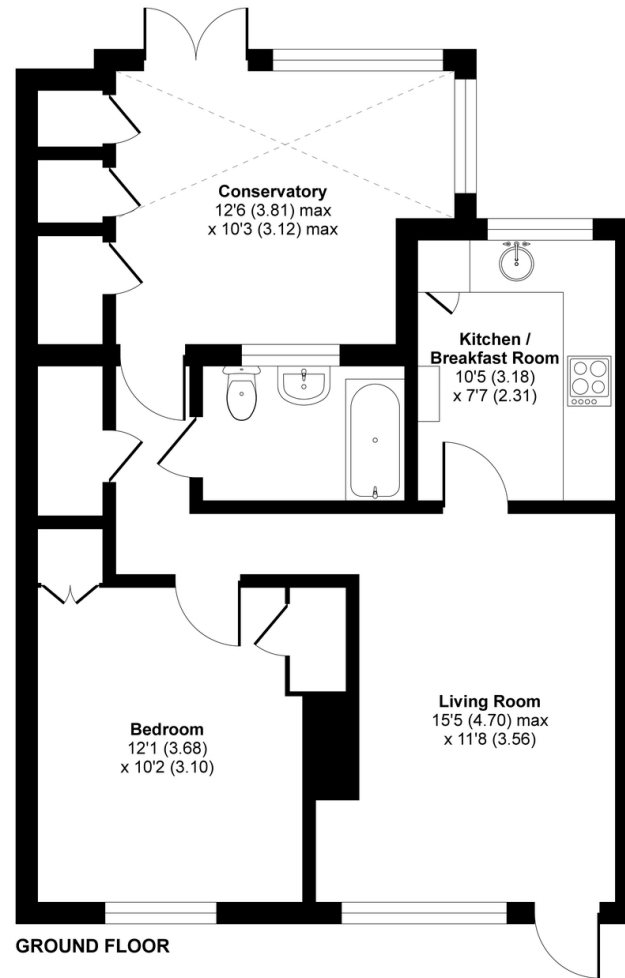 Conservatory
12'6 (3.81) max
x 10'3 (3.12) max
Kitchen /
Breakfast Room
10'5 (3.18)
x 7'7 (2.31)
Living Room
15'5 (4.70) max
x 11'8 (3.56)
Bedroom
12'1 (3.68)
x 10'2 (3.10)
GROUND FLOOR